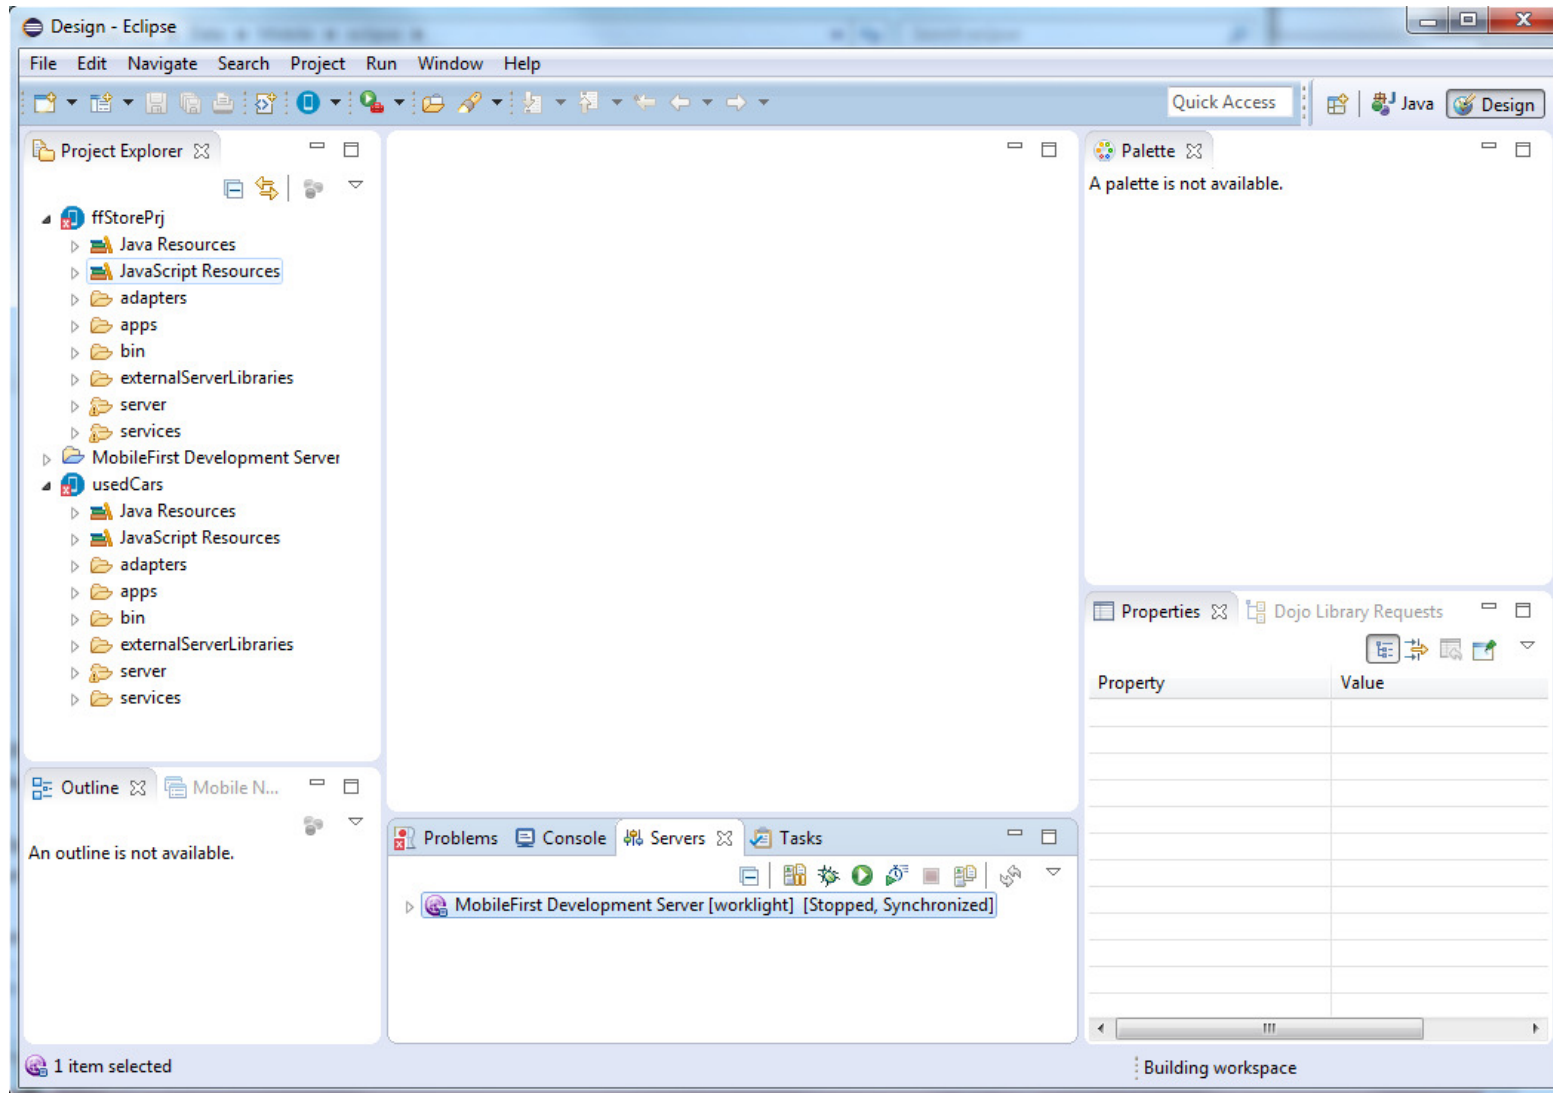 Design - Eclipse
File Edit Navigate Search Project Run Window Help
Quick Access Java Design
Project Explorer
ffStorePrj
Java Resources
JavaScript Resources
adapters
apps
bin
externalServerLibraries
server
services
MobileFirst Development Server
usedCars
Java Resources
JavaScript Resources
adapters
apps
bin
externalServerLibraries
server
services
Outline Mobile N...
An outline is not available.
Problems Console Servers Tasks
MobileFirst Development Server [worklight] [Stopped, Synchronized]
Palette
A palette is not available.
Properties Dojo Library Requests
Property Value
1 item selected
Building workspace